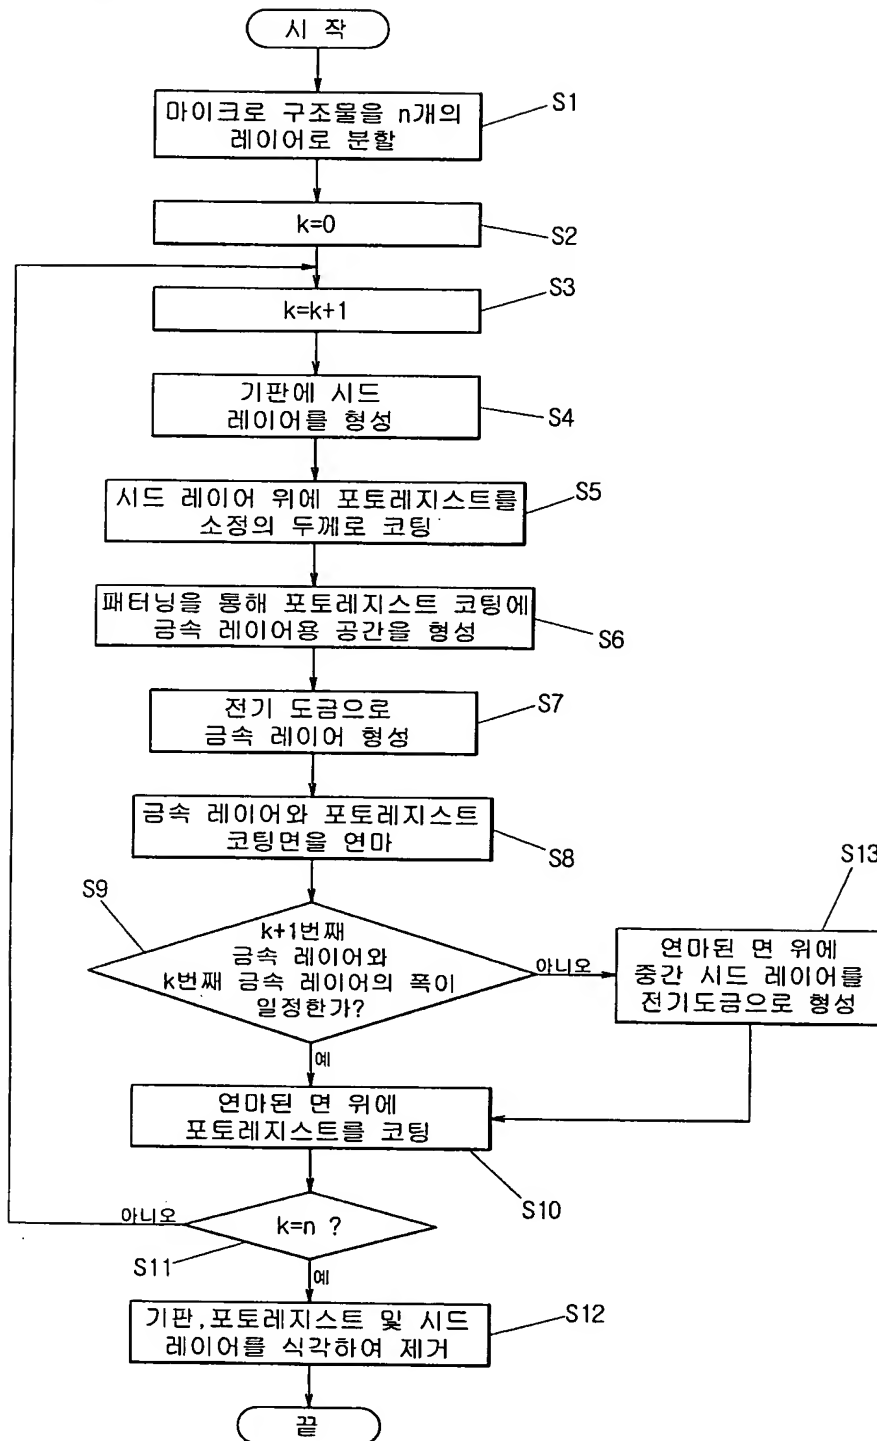 시 작
마이크로 구조물을 n개의
레이어로 분할
S1
k=0
S2
k=k+1
S3
기판에 시드
레이어를 형성
S4
시드 레이어 위에 포토레지스트를
소정의 두께로 코팅
S5
패터닝을 통해 포토레지스트 코팅에
금속 레이어용 공간을 형성
S6
전기 도금으로
금속 레이어 형성
S7
금속 레이어와 포토레지스트
코팅면을 연마
S8
S9
k+1번째
금속 레이어와
k번째 금속 레이어의 폭이
일정한가?
아니오
S13
연마된 면 위에
중간 시드 레이어를
전기도금으로 형성
예
연마된 면 위에
포토레지스트를 코팅
S10
아니오
k=n ?
S11
예
기판,포토레지스트 및 시드
레이어를 식각하여 제거
S12
끝